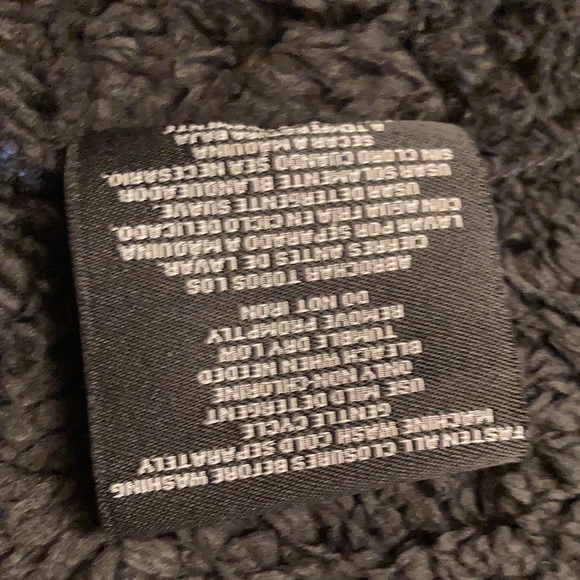 FASTEN ALL CLOSURES BEFORE WASHING
MACHINE WASH COLD SEPARATELY
GENTLE CYCLE
USE MILD DETERGENT
ONLY NON-CHLORINE
BLEACH WHEN NEEDED
TUMBLE DRY LOW
REMOVE PROMPTLY
DO NOT IRON
ABROCHAR TODOS LOS
CIERRES ANTES DE LAVAR
LAVAR POR SEPARADO A MÁQUINA
CON AGUA FRIA EN CICLO DELICADO.
USAR DETERGENTE SUAVE
USAR SOLAMENTE BLANQUEADOR
SIN CLORO CUANDO SEA NECESARIO.
SECAR A MÁQUINA